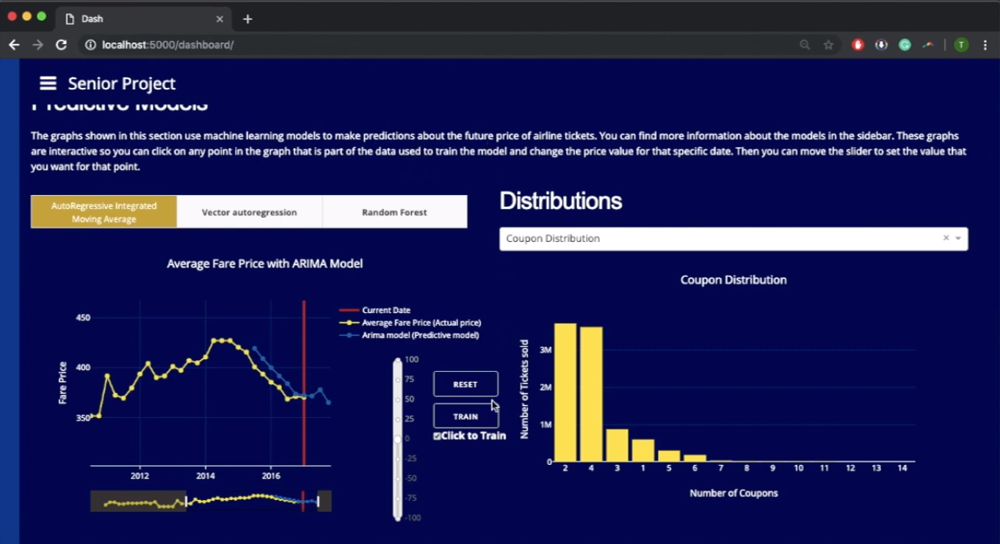 Dash
localhost:5000/dashboard/
T
Senior Project
Predictive Models
The graphs shown in this section use machine learning models to make predictions about the future price of airline tickets. You can find more information about the models in the sidebar. These graphs
are interactive so you can click on any point in the graph that is part of the data used to train the model and change the price value for that specific date. Then you can move the slider to set the value that
you want for that point.
AutoRegressive Integrated
Moving Average
Vector autoregression
Random Forest
Distributions
Coupon Distribution
Average Fare Price with ARIMA Model
Fare Price
450
400
350
2012
2014
2016
Current Date
Average Fare Price (Actual price)
Arima model (Predictive model)
100
75
50
25
0
-25
-50
-75
-100
RESET
TRAIN
Click to Train
Coupon Distribution
Number of Tickets sold
3M
2M
1M
0
2
4
3
1
5
6
7
8
9
10
11
12
13
14
Number of Coupons